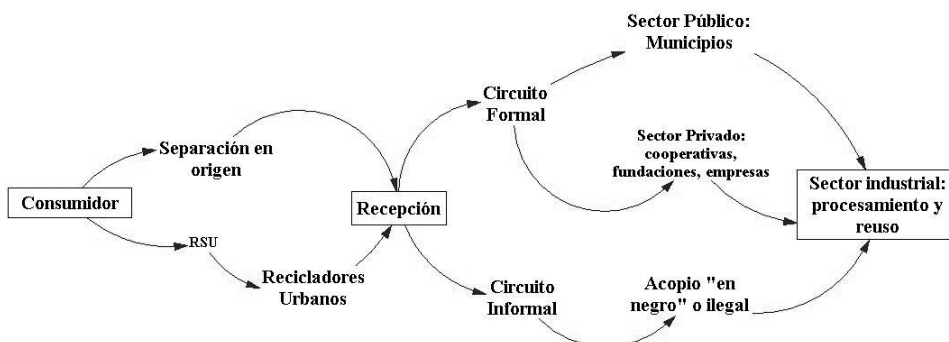 Consumidor
Separación en
origen
RSU
Recicladores
Urbanos
Recepción
Circuito
Formal
Circuito
Informal
Sector Público:
Municipios
Sector Privado:
cooperativas,
fundaciones, empresas
Acopio "en
negro" o ilegal
Sector industrial:
procesamiento y
reuso